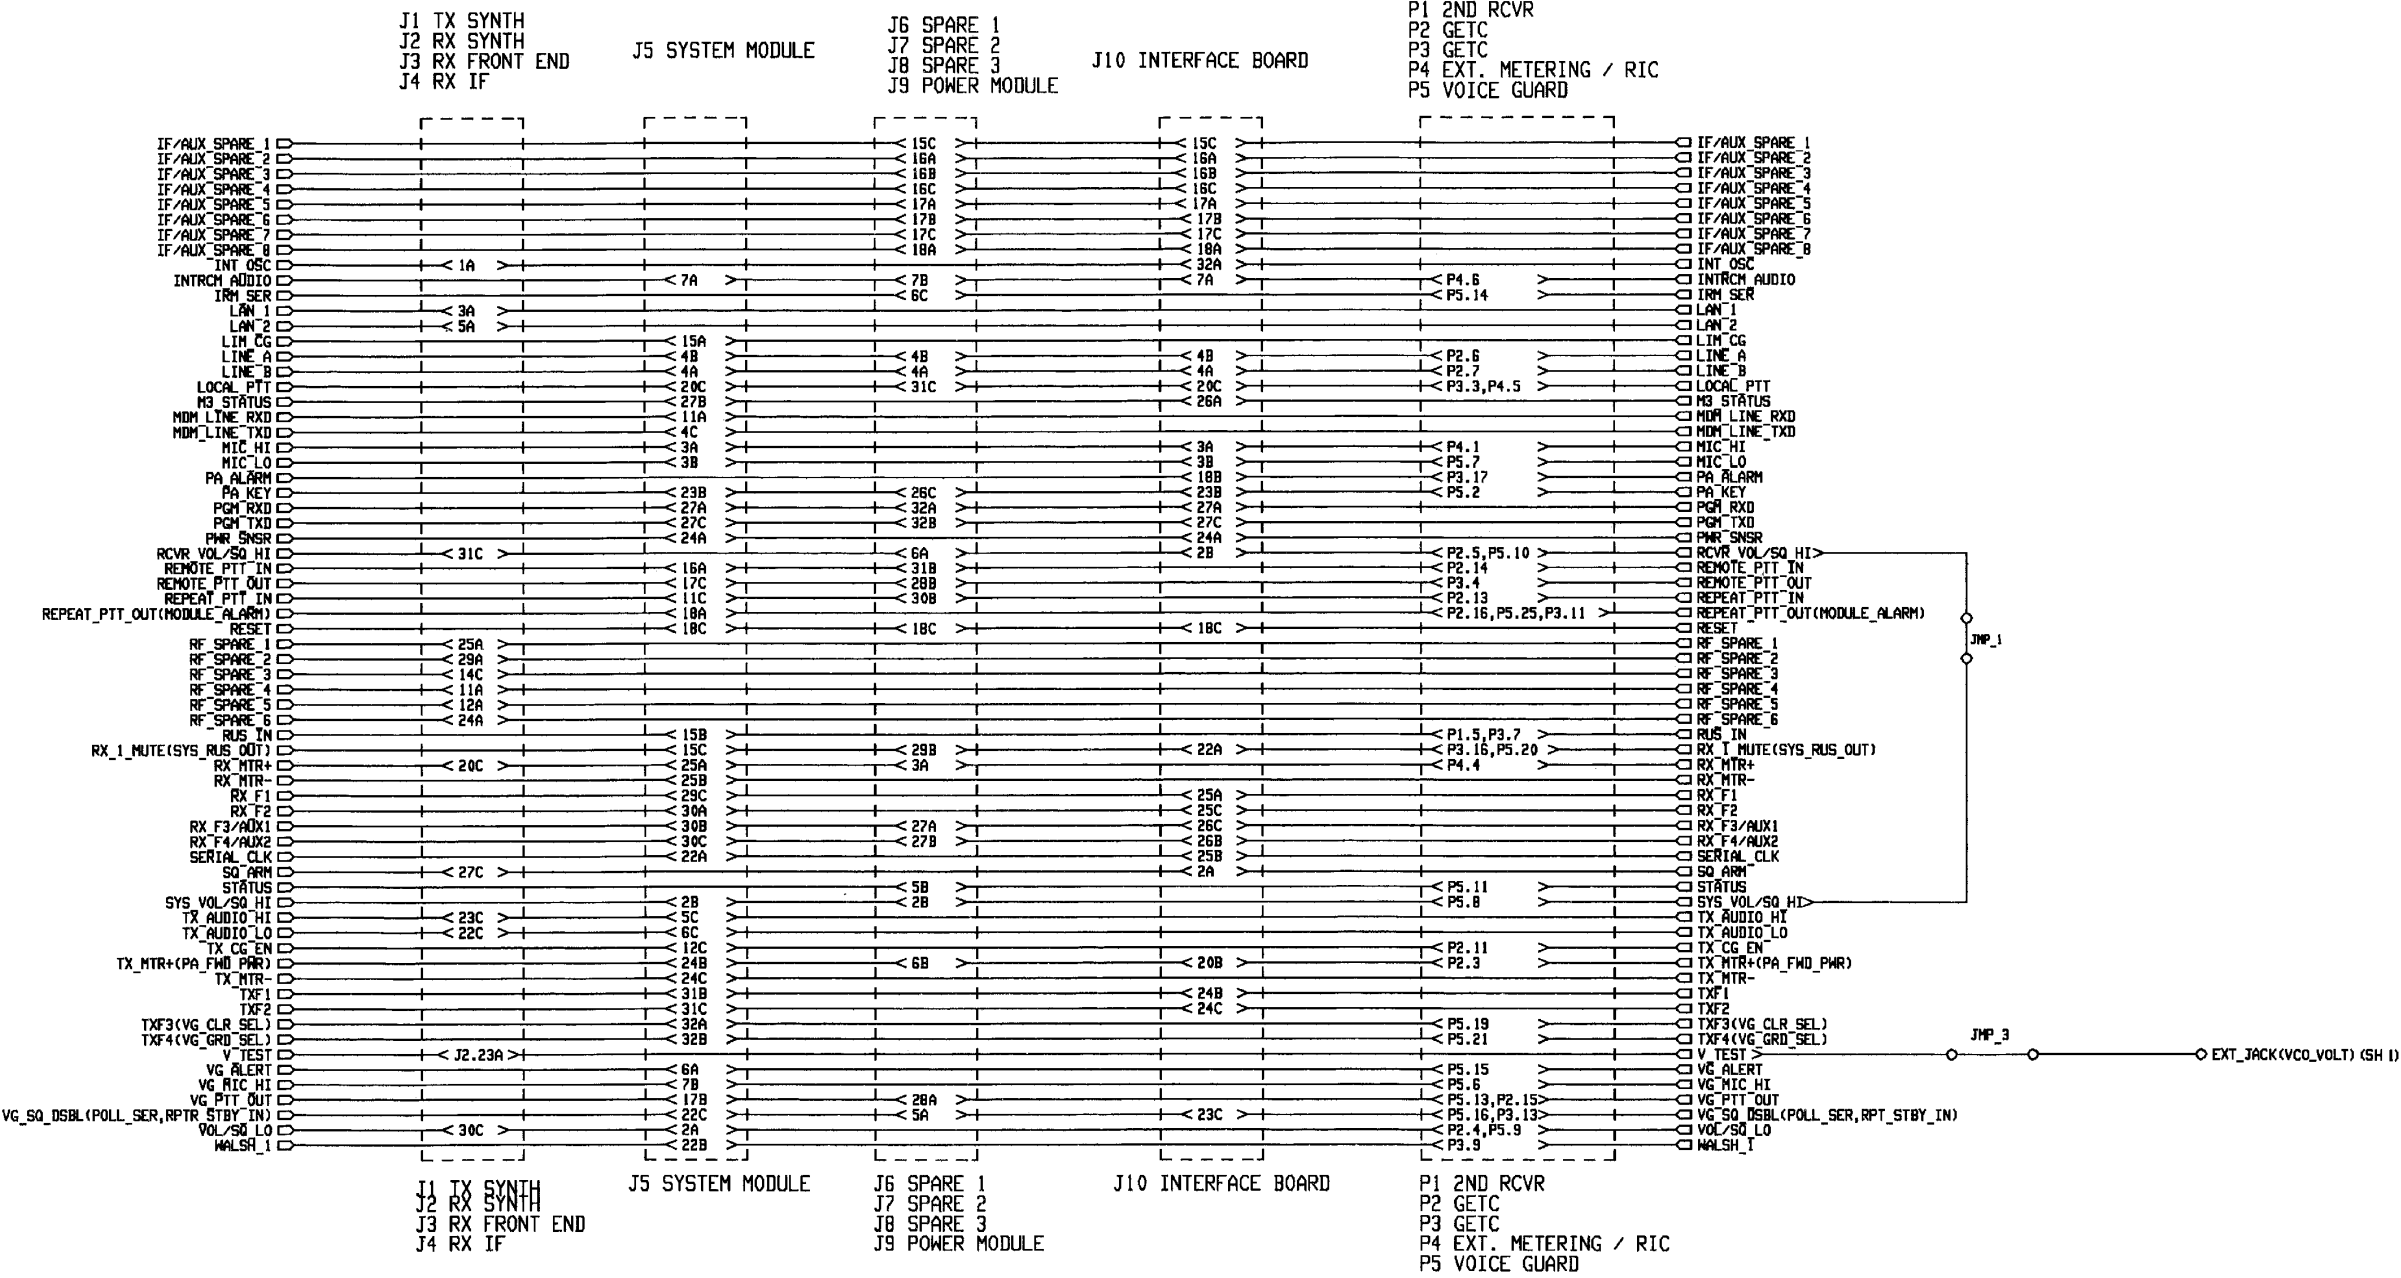 J1 TX SYNTH
J2 RX SYNTH
J3 RX FRONT END
J4 RX IF
J5 SYSTEM MODULE
J6 SPARE 1
J7 SPARE 2
J8 SPARE 3
J9 POWER MODULE
J10 INTERFACE BOARD
P1 2ND RCVR
P2 GETC
P3 GETC
P4 EXT. METERING / RIC
P5 VOICE GUARD
IF/AUX_SPARE_1 < 15C > < 15C > IF/AUX_SPARE_1
IF/AUX_SPARE_2 < 16A > < 16A > IF/AUX_SPARE_2
IF/AUX_SPARE_3 < 16B > < 16B > IF/AUX_SPARE_3
IF/AUX_SPARE_4 < 16C > < 16C > IF/AUX_SPARE_4
IF/AUX_SPARE_5 < 17A > < 17A > IF/AUX_SPARE_5
IF/AUX_SPARE_6 < 17B > < 17B > IF/AUX_SPARE_6
IF/AUX_SPARE_7 < 17C > < 17C > IF/AUX_SPARE_7
IF/AUX_SPARE_8 < 18A > < 18A > IF/AUX_SPARE_8
INT_OSC < 1A > < 32A > INT_OSC
INTRCM_AUDIO < 7A > < 7B > < 7A > < P4.6 > INTRCM_AUDIO
IRM_SER < 6C > < P5.14 > IRM_SER
LAN_1 < 3A > LAN_1
LAN_2 < 5A > LAN_2
LIM_CG < 15A > LIM_CG
LINE_A < 4B > < 4B > < 4B > < P2.6 > LINE_A
LINE_B < 4A > < 4A > < 4A > < P2.7 > LINE_B
LOCAL_PTT < 20C > < 31C > < 20C > < P3.3,P4.5 > LOCAL_PTT
M3_STATUS < 27B > < 26A > M3_STATUS
MDM_LINE_RXD < 11A > MDM_LINE_RXD
MDM_LINE_TXD < 4C > MDM_LINE_TXD
MIC_HI < 3A > < 3A > < P4.1 > MIC_HI
MIC_LO < 3B > < 3B > < P5.7 > MIC_LO
PA_ALARM < 18B > < P3.17 > PA_ALARM
PA_KEY < 23B > < 26C > < 23B > < P5.2 > PA_KEY
PGM_RXD < 27A > < 32A > < 27A > PGM_RXD
PGM_TXD < 27C > < 32B > < 27C > PGM_TXD
PWR_SNSR < 24A > < 24A > PWR_SNSR
RCVR_VOL/SQ_HI < 31C > < 6A > < 2B > < P2.5,P5.10 > RCVR_VOL/SQ_HI
REMOTE_PTT_IN < 16A > < 31B > < P2.14 > REMOTE_PTT_IN
REMOTE_PTT_OUT < 17C > < 28B > < P3.4 > REMOTE_PTT_OUT
REPEAT_PTT_IN < 11C > < 30B > < P2.13 > REPEAT_PTT_IN
REPEAT_PTT_OUT(MODULE_ALARM) < 18A > < P2.16,P5.25,P3.11 > REPEAT_PTT_OUT(MODULE_ALARM)
RESET < 18C > < 18C > < 18C > RESET
JMP_1
RF_SPARE_1 < 25A > RF_SPARE_1
RF_SPARE_2 < 29A > RF_SPARE_2
RF_SPARE_3 < 14C > RF_SPARE_3
RF_SPARE_4 < 11A > RF_SPARE_4
RF_SPARE_5 < 12A > RF_SPARE_5
RF_SPARE_6 < 24A > RF_SPARE_6
RUS_IN < 15B > < P1.5,P3.7 > RUS_IN
RX_1_MUTE(SYS_RUS_OUT) < 15C > < 29B > < 22A > < P3.16,P5.20 > RX_1_MUTE(SYS_RUS_OUT)
RX_MTR+ < 20C > < 25A > < 3A > < P4.4 > RX_MTR+
RX_MTR- < 25B > RX_MTR-
RX_F1 < 29C > < 25A > RX_F1
RX_F2 < 30A > < 25C > RX_F2
RX_F3/AUX1 < 30B > < 27A > < 26C > RX_F3/AUX1
RX_F4/AUX2 < 30C > < 27B > < 26B > RX_F4/AUX2
SERIAL_CLK < 22A > < 25B > SERIAL_CLK
SQ_ARM < 27C > < 2A > SQ_ARM
STATUS < 5B > < P5.11 > STATUS
SYS_VOL/SQ_HI < 2B > < 2B > < P5.8 > SYS_VOL/SQ_HI
TX_AUDIO_HI < 23C > < 5C > TX_AUDIO_HI
TX_AUDIO_LO < 22C > < 6C > TX_AUDIO_LO
TX_CG_EN < 12C > < P2.11 > TX_CG_EN
TX_MTR+(PA_FWD_PWR) < 24B > < 6B > < 20B > < P2.3 > TX_MTR+(PA_FWD_PWR)
TX_MTR- < 24C > TX_MTR-
TXF1 < 31B > < 24B > TXF1
TXF2 < 31C > < 24C > TXF2
TXF3(VG_CLR_SEL) < 32A > < P5.19 > TXF3(VG_CLR_SEL)
TXF4(VG_GRD_SEL) < 32B > < P5.21 > TXF4(VG_GRD_SEL)
JMP_3
V_TEST < J2.23A > V_TEST EXT_JACK(VCO_VOLT) (SH 1)
VG_ALERT < 6A > < P5.15 > VG_ALERT
VG_MIC_HI < 7B > < P5.6 > VG_MIC_HI
VG_PTT_OUT < 17B > < 28A > < P5.13,P2.15 > VG_PTT_OUT
VG_SQ_DSBL(POLL_SER,RPTR_STBY_IN) < 22C > < 5A > < 23C > < P5.16,P3.13 > VG_SQ_DSBL(POLL_SER,RPT_STBY_IN)
VOL/SQ_LO < 30C > < 2A > < P2.4,P5.9 > VOL/SQ_LO
WALSH_1 < 22B > < P3.9 > WALSH_1
J1 TX SYNTH
J2 RX SYNTH
J3 RX FRONT END
J4 RX IF
J5 SYSTEM MODULE
J6 SPARE 1
J7 SPARE 2
J8 SPARE 3
J9 POWER MODULE
J10 INTERFACE BOARD
P1 2ND RCVR
P2 GETC
P3 GETC
P4 EXT. METERING / RIC
P5 VOICE GUARD